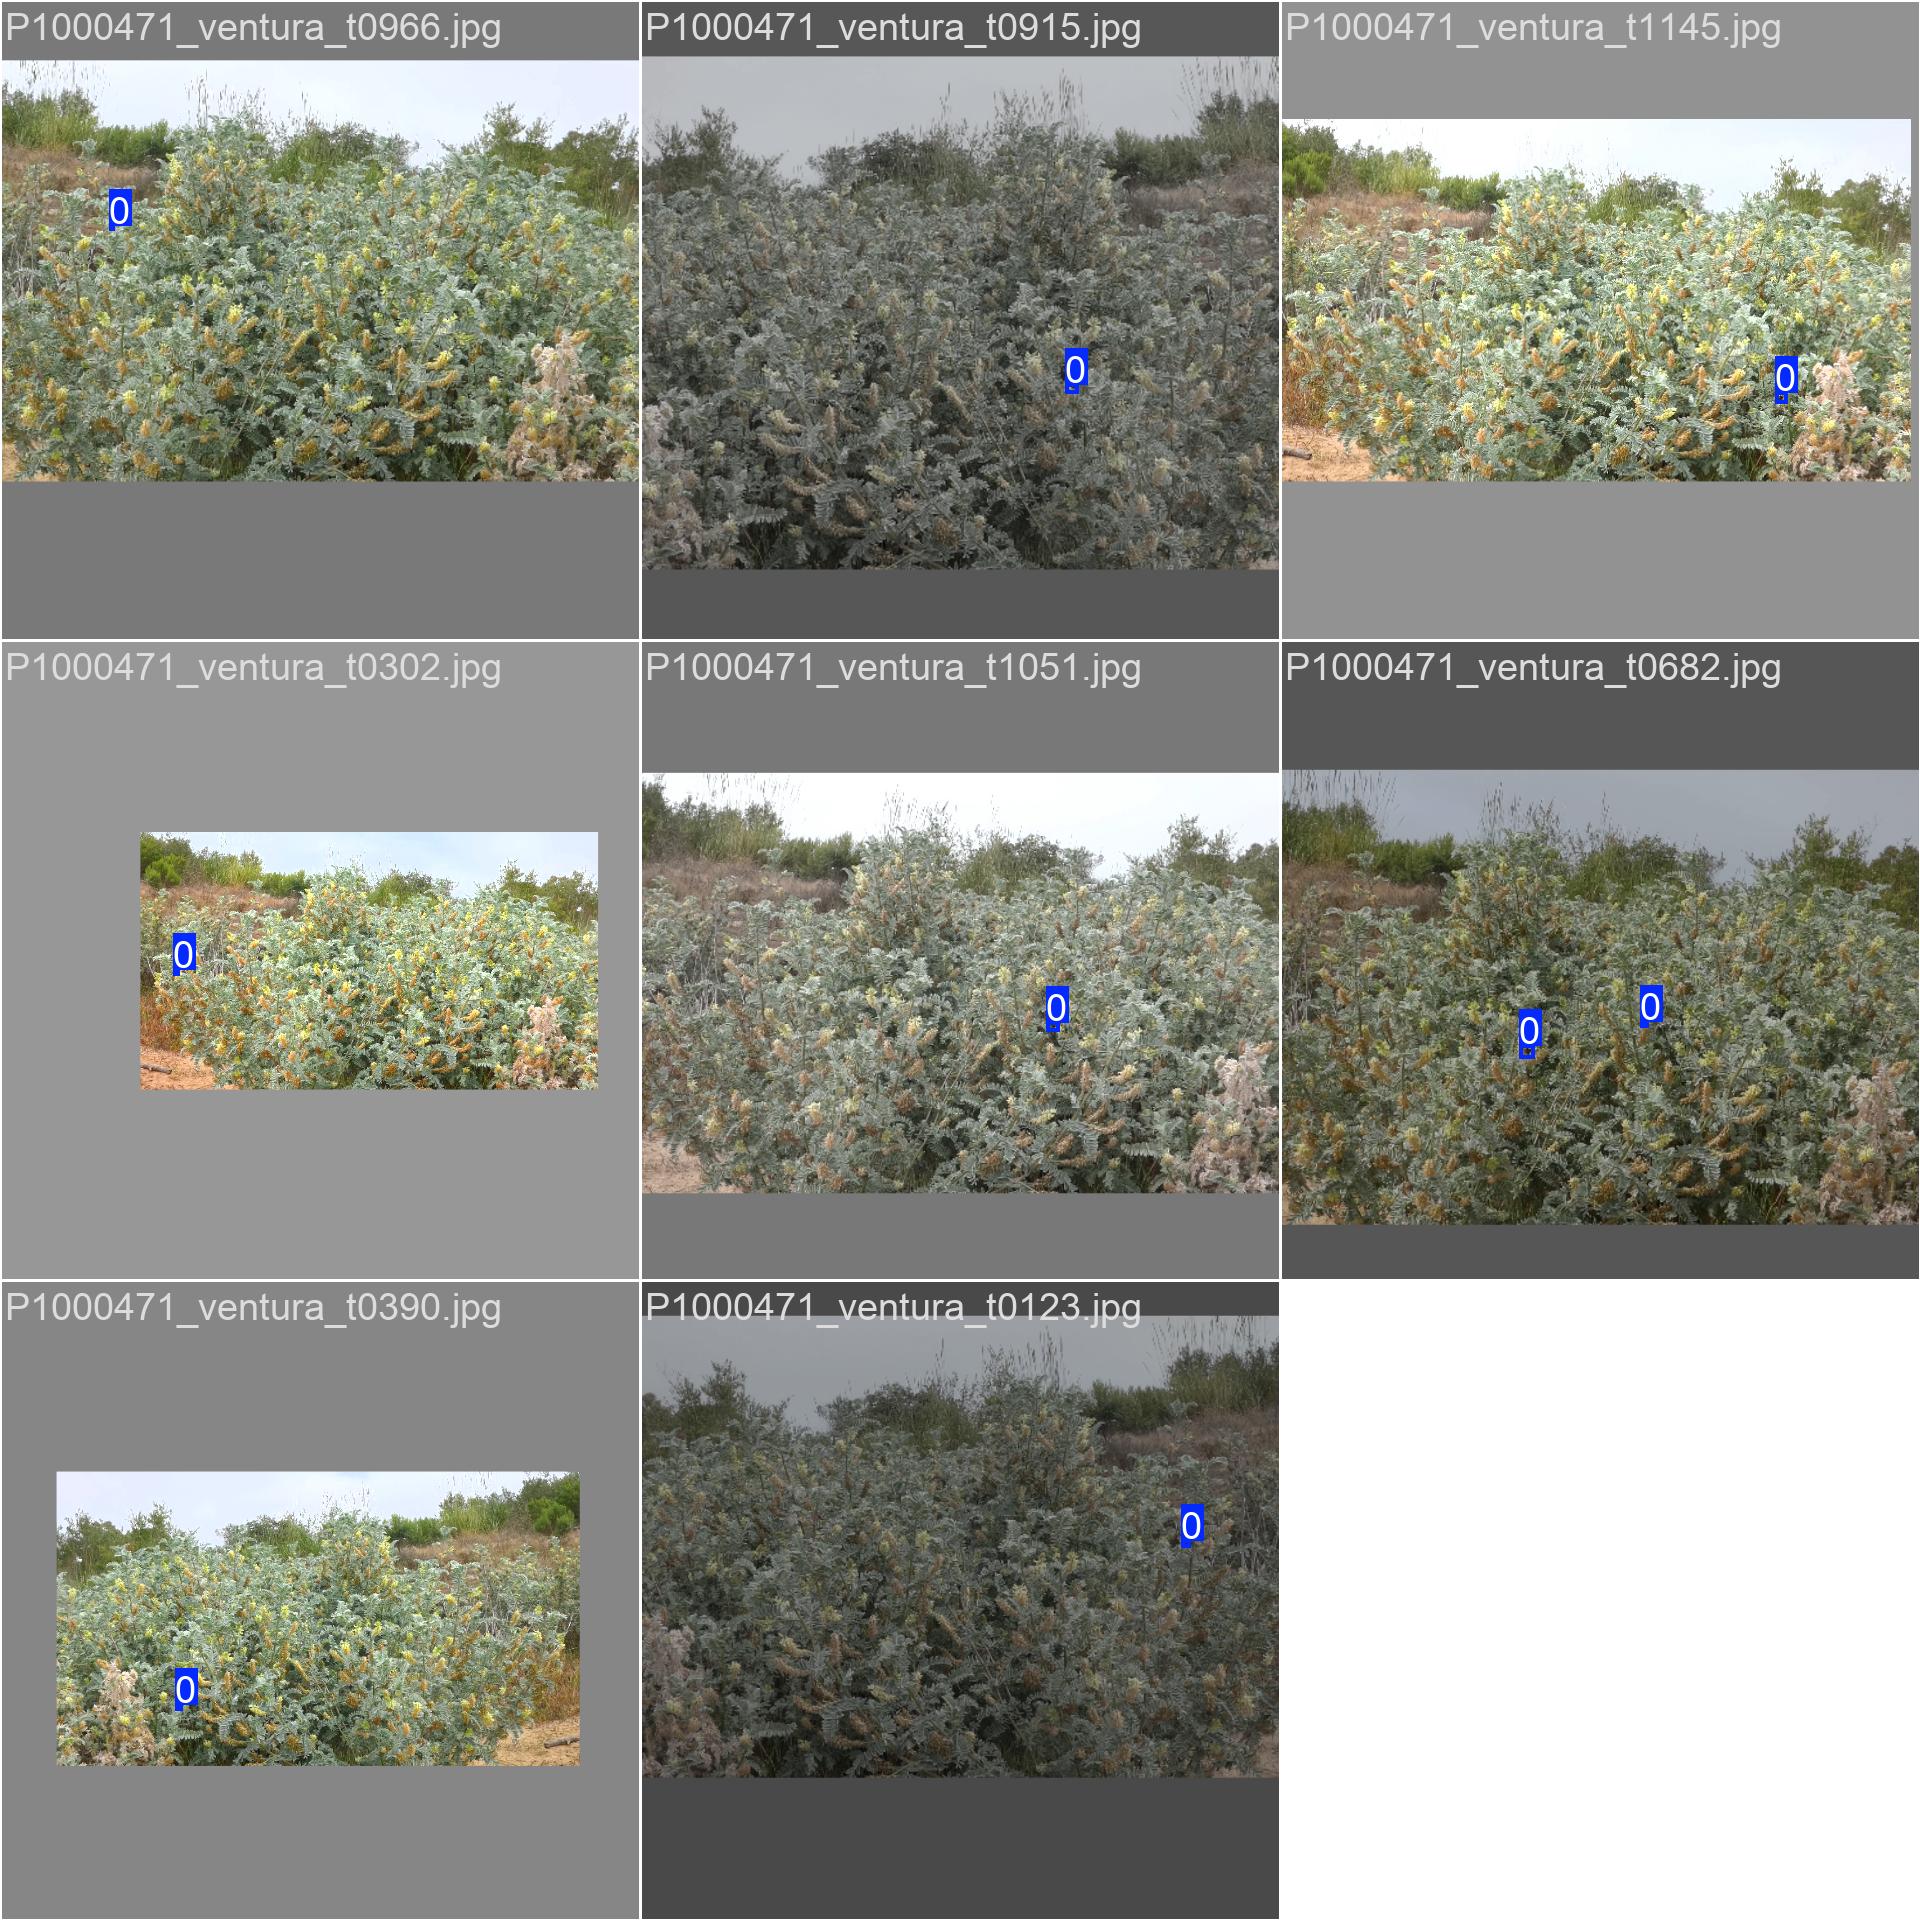 P1000471_ventura_t0966.jpg
P1000471_ventura_t0915.jpg
P1000471_ventura_t1145.jpg
0
0
0
P1000471_ventura_t0302.jpg
P1000471_ventura_t1051.jpg
P1000471_ventura_t0682.jpg
0
0
0
0
P1000471_ventura_t0390.jpg
P1000471_ventura_t0123.jpg
0
0